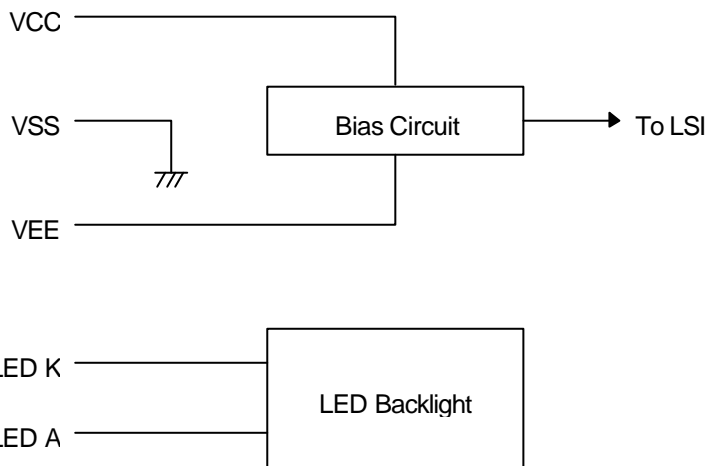 VCC
Bias Circuit
VSS
To LSI
VEE
LED K
LED Backlight
LED A